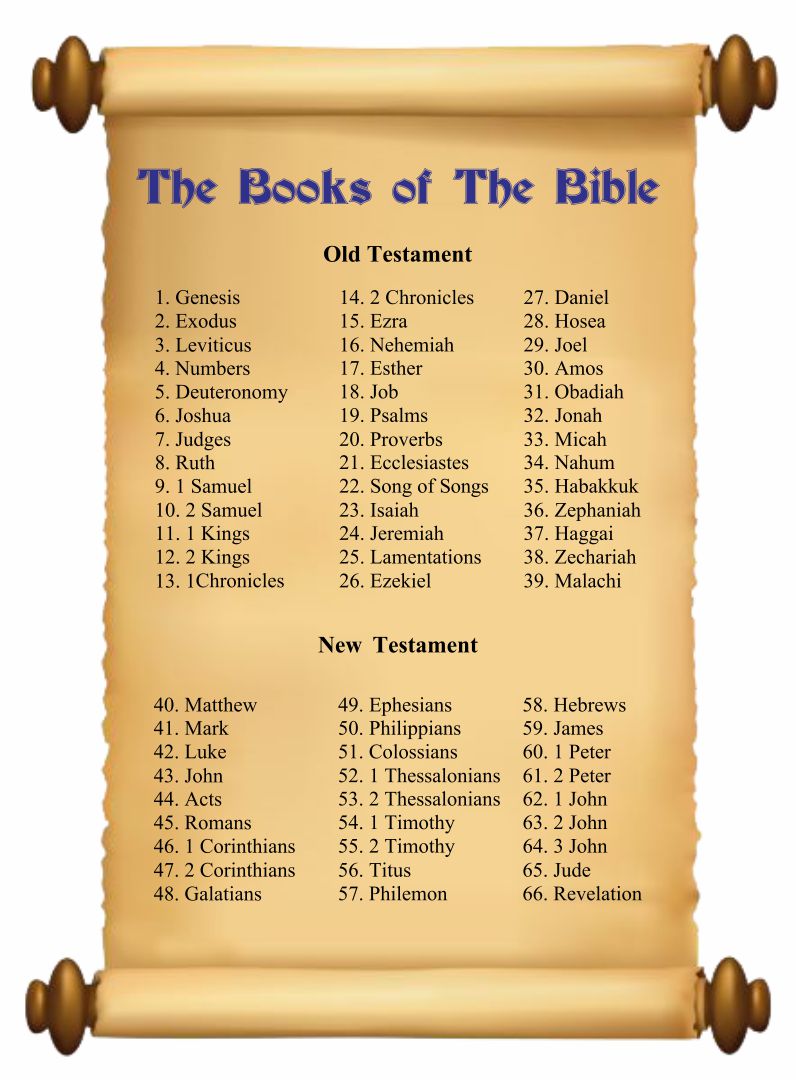 The Books of The Bible
Old Testament
1. Genesis
2. Exodus
3. Leviticus
4. Numbers
5. Deuteronomy
6. Joshua
7. Judges
8. Ruth
9. 1 Samuel
10. 2 Samuel
11. 1 Kings
12. 2 Kings
13. 1Chronicles
14. 2 Chronicles
15. Ezra
16. Nehemiah
17. Esther
18. Job
19. Psalms
20. Proverbs
21. Ecclesiastes
22. Song of Songs
23. Isaiah
24. Jeremiah
25. Lamentations
26. Ezekiel
27. Daniel
28. Hosea
29. Joel
30. Amos
31. Obadiah
32. Jonah
33. Micah
34. Nahum
35. Habakkuk
36. Zephaniah
37. Haggai
38. Zechariah
39. Malachi
New Testament
40. Matthew
41. Mark
42. Luke
43. John
44. Acts
45. Romans
46. 1 Corinthians
47. 2 Corinthians
48. Galatians
49. Ephesians
50. Philippians
51. Colossians
52. 1 Thessalonians
53. 2 Thessalonians
54. 1 Timothy
55. 2 Timothy
56. Titus
57. Philemon
58. Hebrews
59. James
60. 1 Peter
61. 2 Peter
62. 1 John
63. 2 John
64. 3 John
65. Jude
66. Revelation